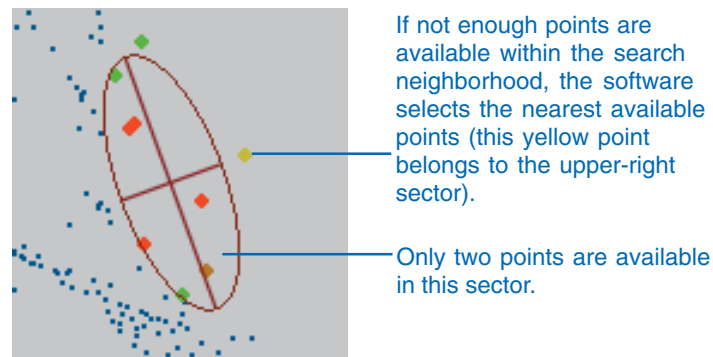 If not enough points are
available within the search
neighborhood, the software
selects the nearest available
points (this yellow point
belongs to the upper-right
sector).
Only two points are available
in this sector.